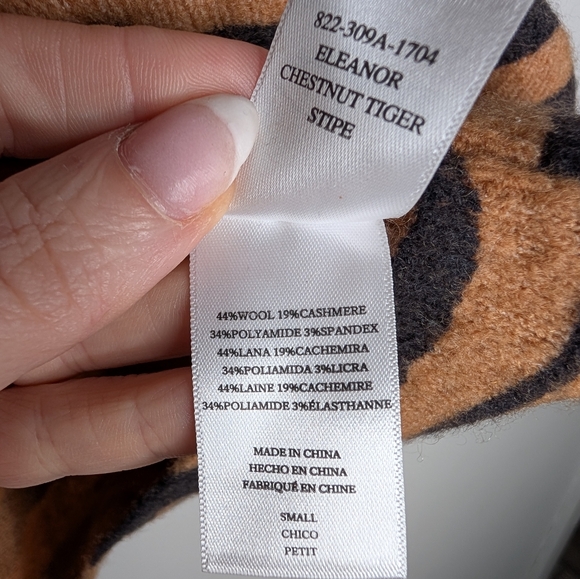 822-309A-1704
ELEANOR
CHESTNUT TIGER
STIPE
44%WOOL 19%CASHMERE
34%POLYAMIDE 3%SPANDEX
44%LANA 19%CACHEMIRA
34%POLIAMIDA 3%LICRA
44%LAINE 19%CACHEMIRE
34%POLIAMIDE 3%ÉLASTHANNE
MADE IN CHINA
HECHO EN CHINA
FABRIQUÉ EN CHINE
SMALL
CHICO
PETIT